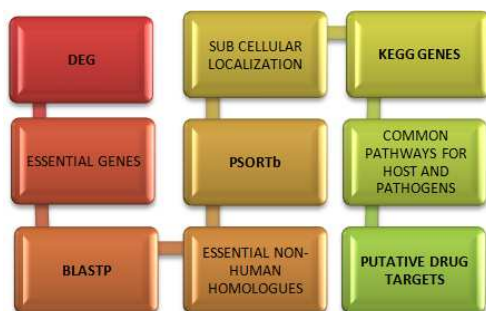 DEG
ESSENTIAL GENES
BLASTP
ESSENTIAL NON-
HUMAN
HOMOLOGUES
PSORTb
SUB CELLULAR
LOCALIZATION
KEGG GENES
COMMON
PATHWAYS FOR
HOST AND
PATHOGENS
PUTATIVE DRUG
TARGETS